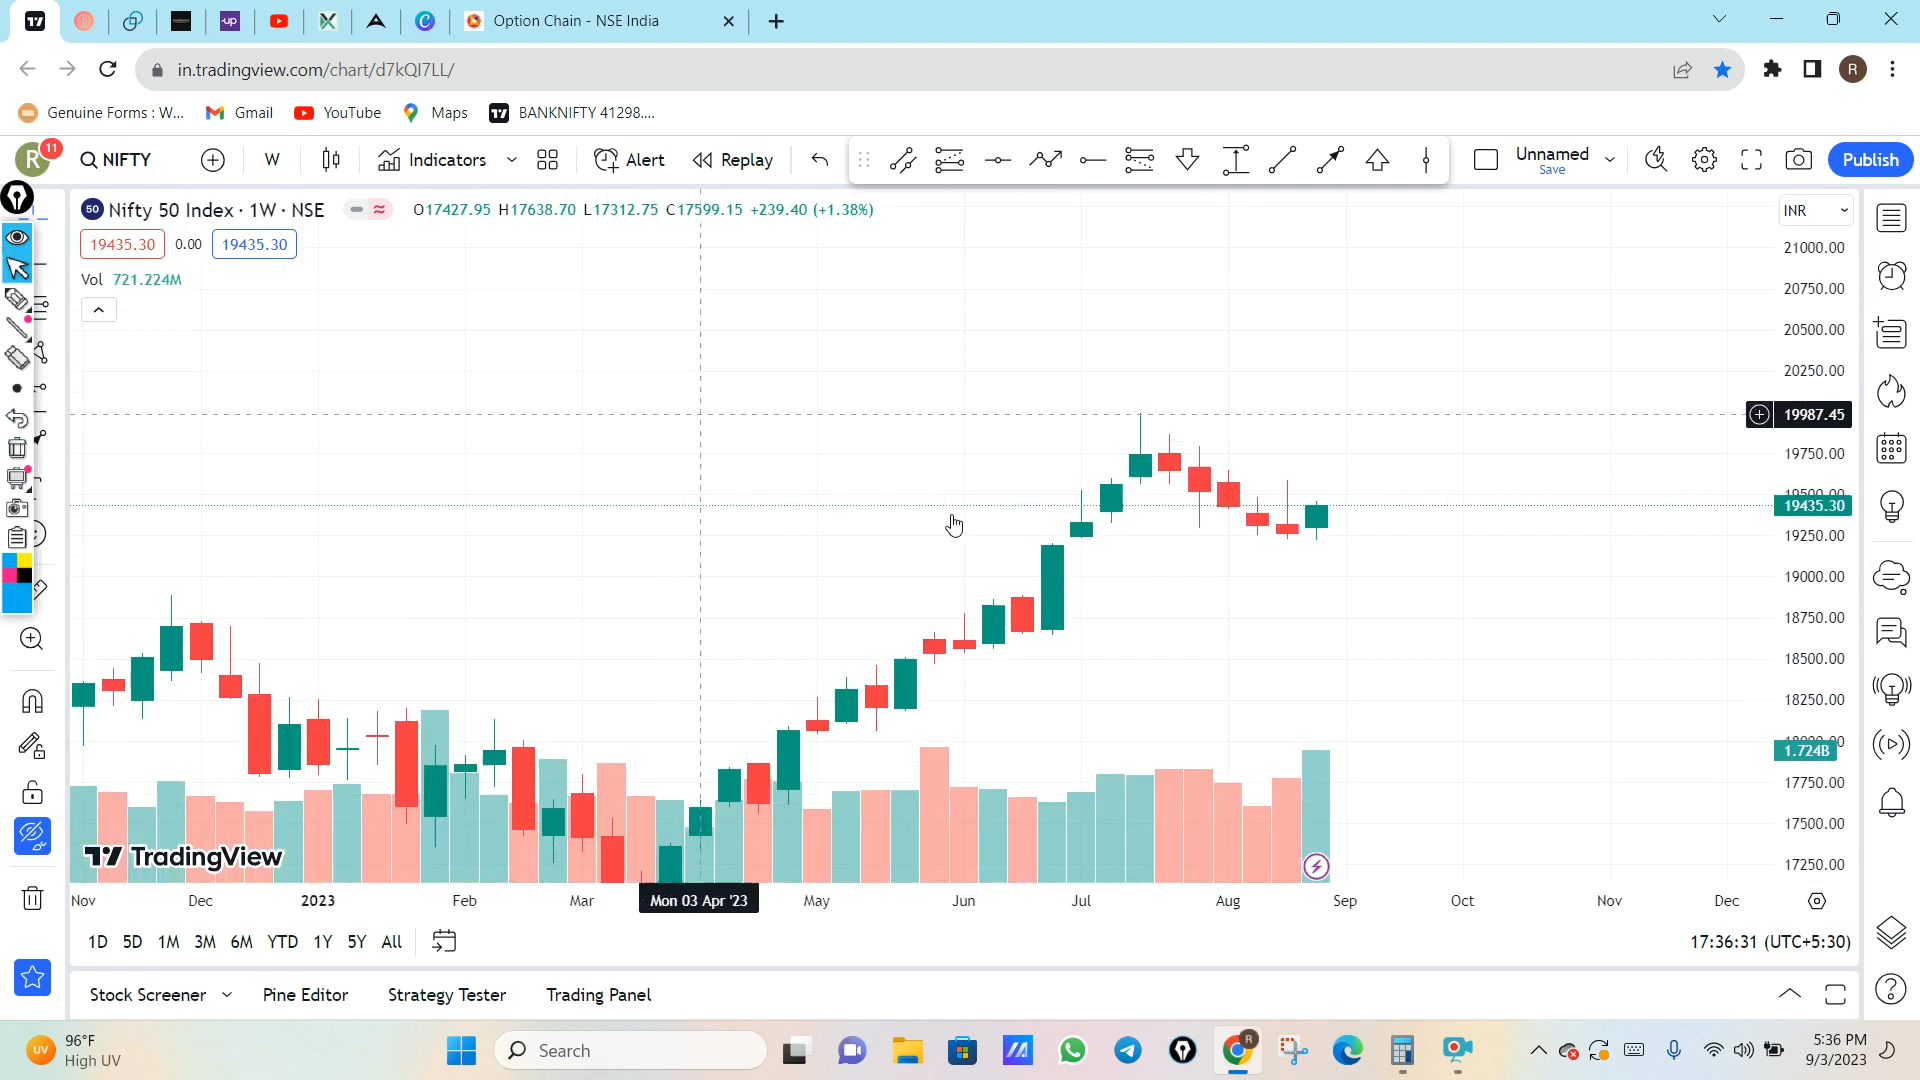 Option Chain - NSE India
in.tradingview.com/chart/d7kQI7LL/
R
Genuine Forms : W...
Gmail
YouTube
Maps
BANKNIFTY 41298....
R
11
NIFTY
W
Indicators
Alert
Replay
Unnamed
Save
Publish
50
Nifty 50 Index · 1W · NSE
O17427.95 H17638.70 L17312.75 C17599.15 +239.40 (+1.38%)
INR
19435.30
0.00
19435.30
Vol 721.224M
21000.00
20750.00
20500.00
20250.00
19987.45
19750.00
19500.00
19435.30
19250.00
19000.00
18750.00
18500.00
18250.00
18000.00
1.724B
17750.00
17500.00
17250.00
TradingView
Nov
Dec
2023
Feb
Mar
Mon 03 Apr '23
May
Jun
Jul
Aug
Sep
Oct
Nov
Dec
1D 5D 1M 3M 6M YTD 1Y 5Y All
17:36:31 (UTC+5:30)
Stock Screener
Pine Editor
Strategy Tester
Trading Panel
UV
96°F
High UV
Search
R
5:36 PM
9/3/2023